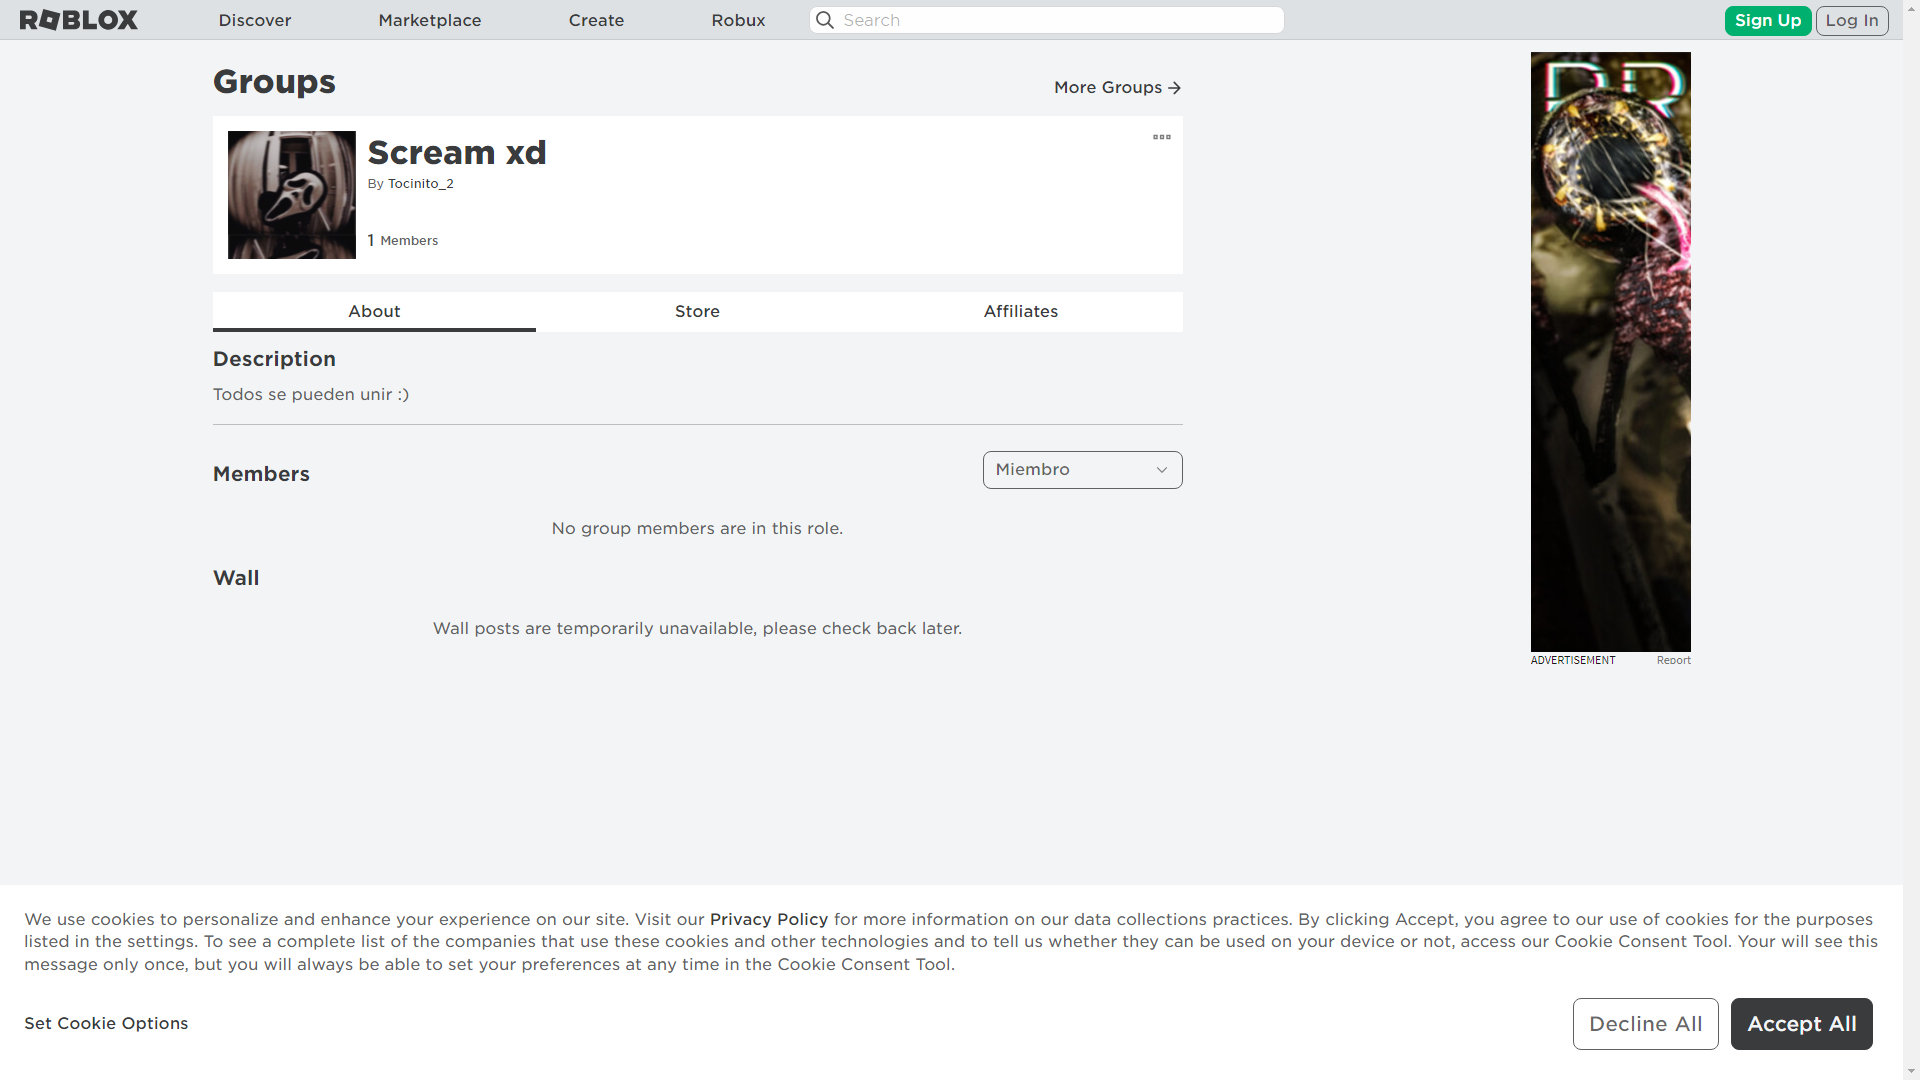 ROBLOX
Discover
Marketplace
Create
Robux
Search
Sign Up
Log In
Groups
More Groups
Scream xd
By Tocinito_2
1 Members
About
Store
Affiliates
Description
Todos se pueden unir :)
Members
Miembro
No group members are in this role.
Wall
Wall posts are temporarily unavailable, please check back later.
ADVERTISEMENT
Report
We use cookies to personalize and enhance your experience on our site. Visit our Privacy Policy for more information on our data collections practices. By clicking Accept, you agree to our use of cookies for the purposes
listed in the settings. To see a complete list of the companies that use these cookies and other technologies and to tell us whether they can be used on your device or not, access our Cookie Consent Tool. Your will see this
message only once, but you will always be able to set your preferences at any time in the Cookie Consent Tool.
Set Cookie Options
Decline All
Accept All